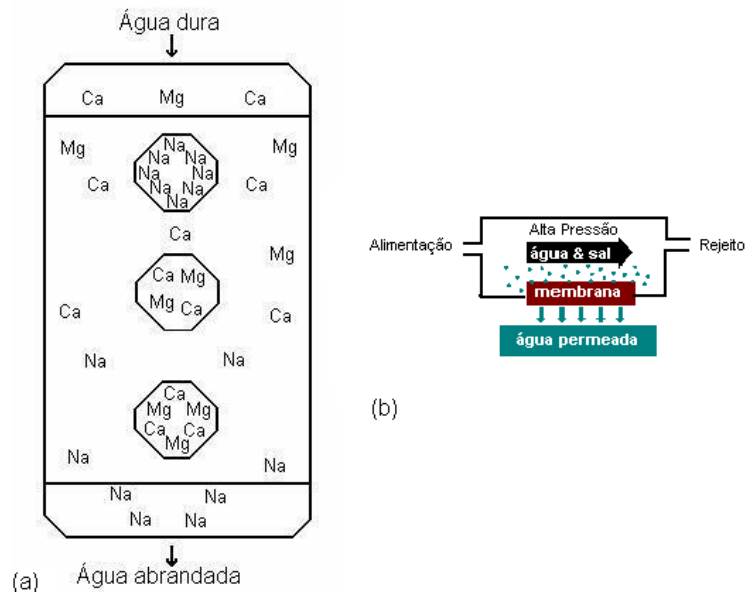 Água dura
Ca Mg Ca
Mg Na Mg
Na Na
Ca Na Na Ca
Na Na
Na
Ca
Mg
Ca Mg
Mg Ca
Ca Ca
Na Na
Ca
Mg Mg
Ca Ca
Mg
Na Na
Na Na
Na Na
(a) Água abrandada
Alta Pressão
Alimentação água & sal Rejeito
membrana
água permeada
(b)